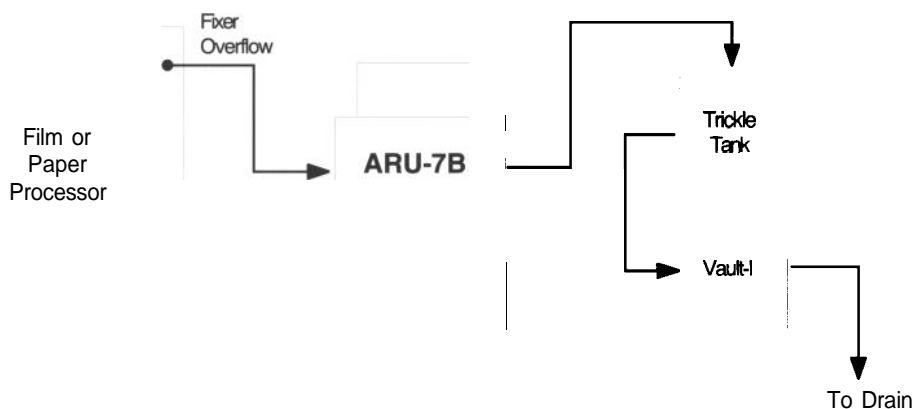 Fixer
Overflow
Film or
Paper
Processor
ARU-7B
Trickle
Tank
Vault-I
To Drain